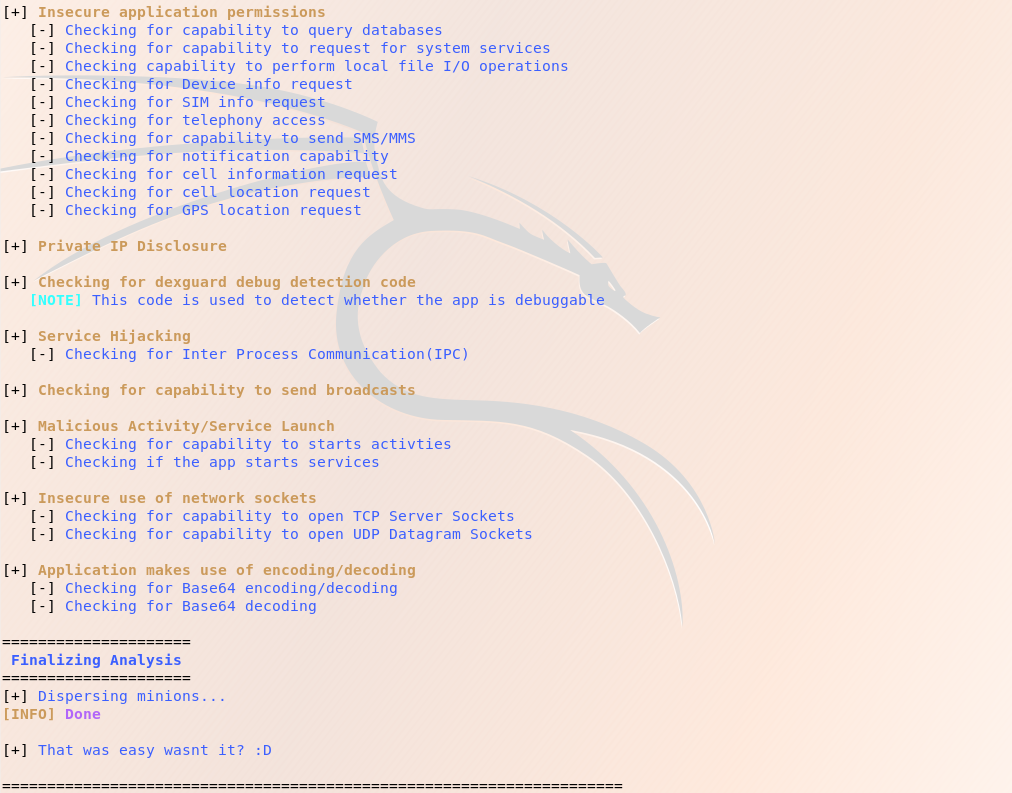 [+] Insecure application permissions
[-] Checking for capability to query databases
[-] Checking for capability to request for system services
[-] Checking capability to perform local file I/O operations
[-] Checking for Device info request
[-] Checking for SIM info request
[-] Checking for telephony access
[-] Checking for capability to send SMS/MMS
[-] Checking for notification capability
[-] Checking for cell information request
[-] Checking for cell location request
[-] Checking for GPS location request
[+] Private IP Disclosure
[+] Checking for dexguard debug detection code
[NOTE] This code is used to detect whether the app is debuggable
[+] Service Hijacking
[-] Checking for Inter Process Communication(IPC)
[+] Checking for capability to send broadcasts
[+] Malicious Activity/Service Launch
[-] Checking for capability to starts activties
[-] Checking if the app starts services
[+] Insecure use of network sockets
[-] Checking for capability to open TCP Server Sockets
[-] Checking for capability to open UDP Datagram Sockets
[+] Application makes use of encoding/decoding
[-] Checking for Base64 encoding/decoding
[-] Checking for Base64 decoding
=====================
Finalizing Analysis
=====================
[+] Dispersing minions...
[INFO] Done
[+] That was easy wasnt it? :D
=====================================================================